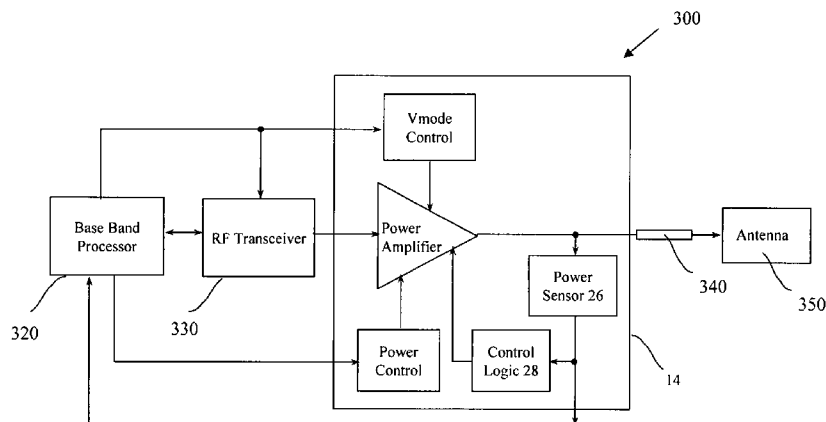 300
Vmode
Control
Base Band
Processor
RF Transceiver
Power
Amplifier
Antenna
Power
Sensor 26
340
350
320
330
Power
Control
Control
Logic 28
14